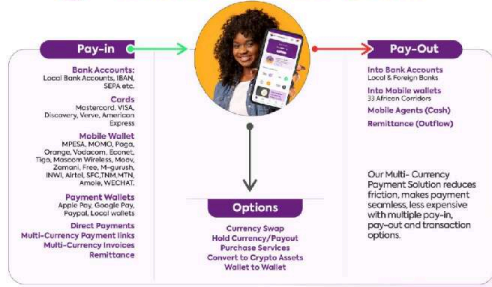 Pay-in
Bank Accounts:
Local Bank Accounts, IBAN,
SEPA etc.
Cards
Mastercard, VISA,
Discovery, Verve, American
Express
Mobile Wallet
MPESA, MOMO, Paga,
Orange, Vodacom, Econet,
Tigo, Mascom Wireless, Moov,
Zamani, Free, M-gurush,
INWI, Airtel, SFC,TNM,MTN,
Amole, WECHAT.
Payment Wallets
Apple Pay, Google Pay,
Paypal, Local wallets
Direct Payments
Multi-Currency Payment links
Multi-Currency Invoices
Remittance
Options
Currency Swap
Hold Currency/Payout
Purchase Services
Convert to Crypto Assets
Wallet to Wallet
Pay-Out
Into Bank Accounts
Local & Foreign Banks
Into Mobile wallets
33 African Corridors
Mobile Agents (Cash)
Remittance (Outflow)
Our Multi- Currency
Payment Solution reduces
friction, makes payment
seamless, less expensive
with multiple pay-in,
pay-out and transaction
options.